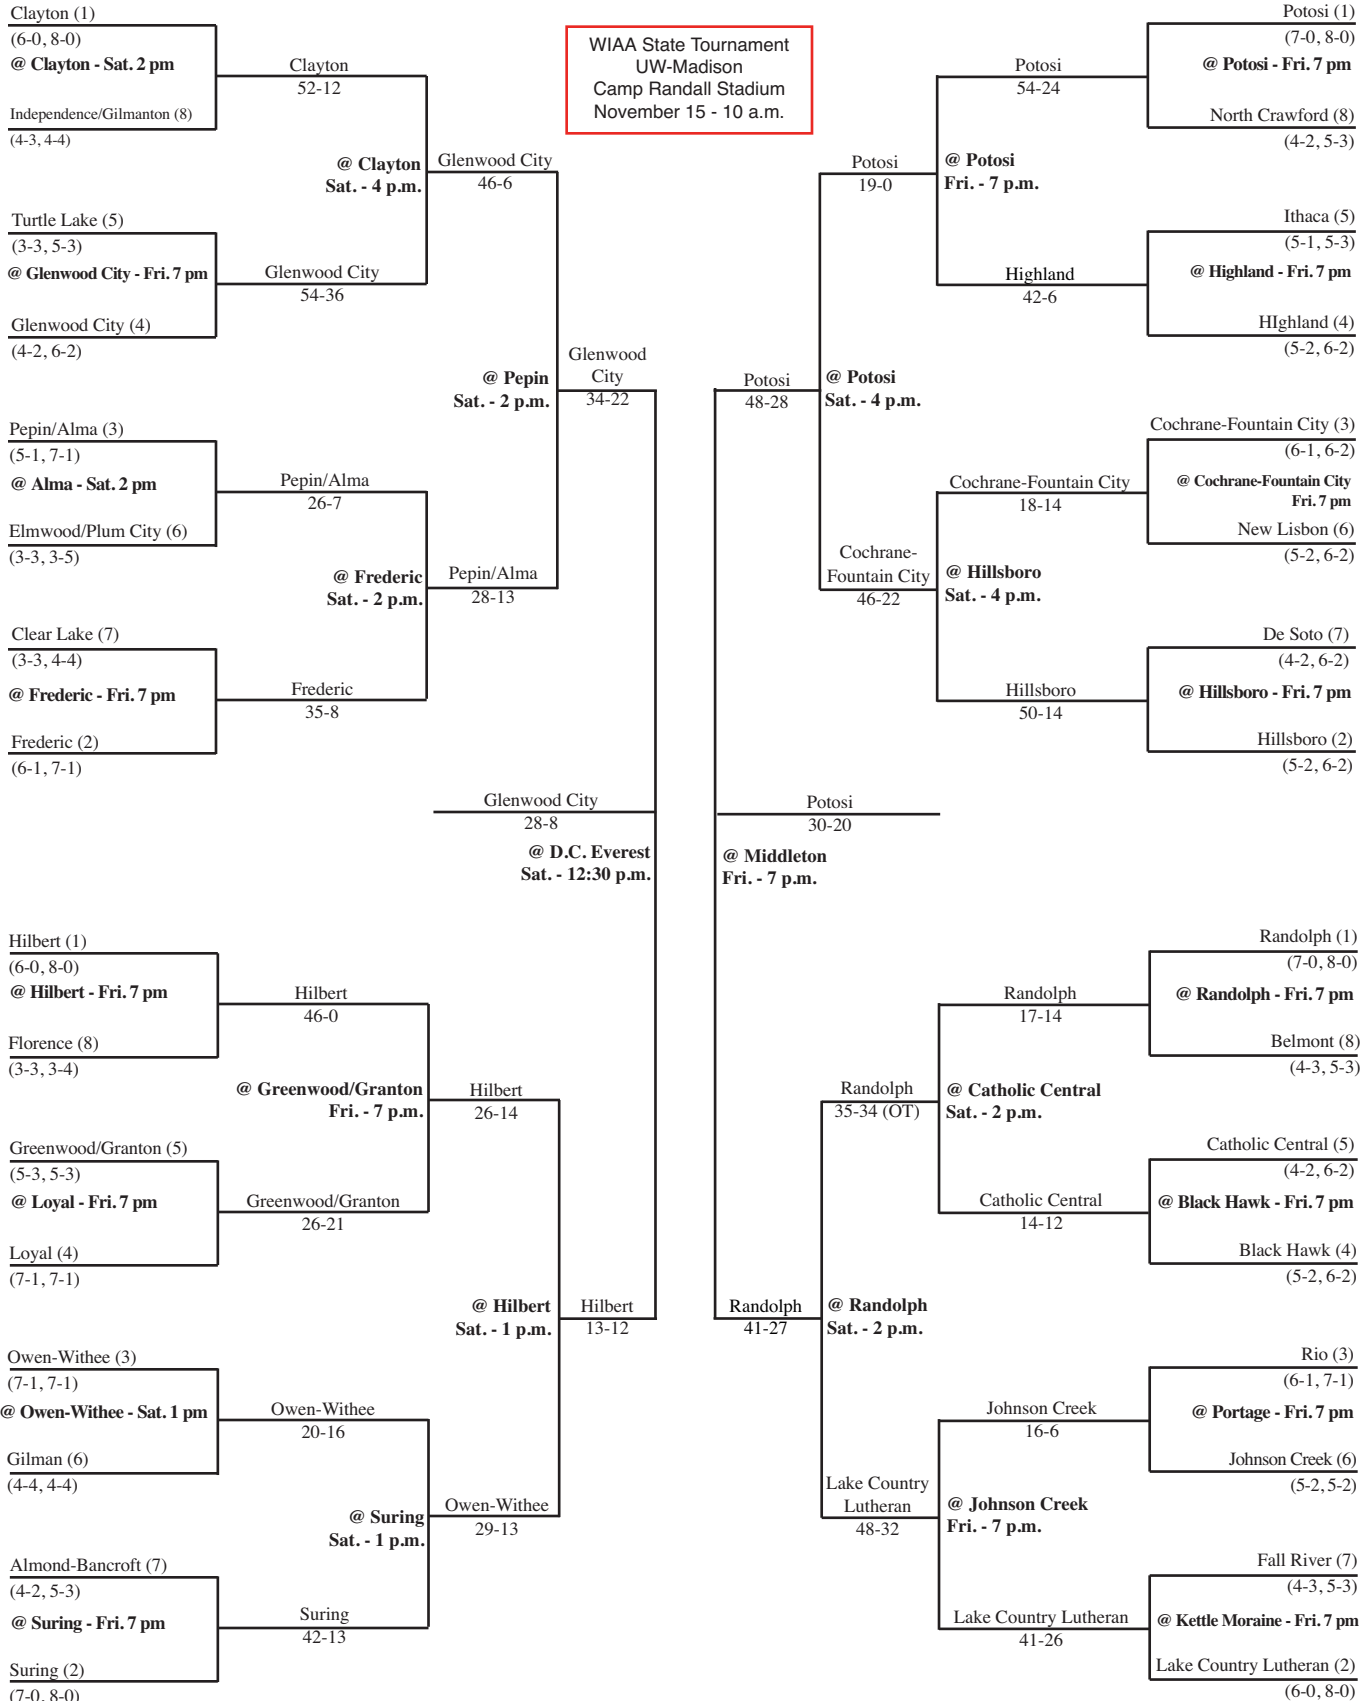 WIAA State Tournament
UW-Madison
Camp Randall Stadium
November 15 - 10 a.m.
Clayton (1)
(6-0, 8-0)
@ Clayton - Sat. 2 pm
Independence/Gilmanton (8)
(4-3, 4-4)
Clayton
52-12
@ Clayton
Sat. - 4 p.m.
Turtle Lake (5)
(3-3, 5-3)
@ Glenwood City - Fri. 7 pm
Glenwood City (4)
(4-2, 6-2)
Glenwood City
54-36
Glenwood City
46-6
@ Pepin
Sat. - 2 p.m.
Pepin/Alma (3)
(5-1, 7-1)
@ Alma - Sat. 2 pm
Elmwood/Plum City (6)
(3-3, 3-5)
Pepin/Alma
26-7
@ Frederic
Sat. - 2 p.m.
Clear Lake (7)
(3-3, 4-4)
@ Frederic - Fri. 7 pm
Frederic (2)
(6-1, 7-1)
Frederic
35-8
Pepin/Alma
28-13
Glenwood
City
34-22
Glenwood City
28-8
@ D.C. Everest
Sat. - 12:30 p.m.
Hilbert (1)
(6-0, 8-0)
@ Hilbert - Fri. 7 pm
Florence (8)
(3-3, 3-4)
Hilbert
46-0
@ Greenwood/Granton
Fri. - 7 p.m.
Greenwood/Granton (5)
(5-3, 5-3)
@ Loyal - Fri. 7 pm
Loyal (4)
(7-1, 7-1)
Greenwood/Granton
26-21
Hilbert
26-14
@ Hilbert
Sat. - 1 p.m.
Hilbert
13-12
Owen-Withee (3)
(7-1, 7-1)
@ Owen-Withee - Sat. 1 pm
Gilman (6)
(4-4, 4-4)
Owen-Withee
20-16
@ Suring
Sat. - 1 p.m.
Owen-Withee
29-13
Almond-Bancroft (7)
(4-2, 5-3)
@ Suring - Fri. 7 pm
Suring (2)
(7-0, 8-0)
Suring
42-13
Potosi (1)
(7-0, 8-0)
@ Potosi - Fri. 7 pm
North Crawford (8)
(4-2, 5-3)
Potosi
54-24
@ Potosi
Fri. - 7 p.m.
Ithaca (5)
(5-1, 5-3)
@ Highland - Fri. 7 pm
HIghland (4)
(5-2, 6-2)
Highland
42-6
Potosi
19-0
@ Potosi
Sat. - 4 p.m.
Potosi
48-28
Cochrane-Fountain City (3)
(6-1, 6-2)
@ Cochrane-Fountain City
Fri. 7 pm
New Lisbon (6)
(5-2, 6-2)
Cochrane-Fountain City
18-14
@ Hillsboro
Sat. - 4 p.m.
Cochrane-
Fountain City
46-22
De Soto (7)
(4-2, 6-2)
@ Hillsboro - Fri. 7 pm
Hillsboro (2)
(5-2, 6-2)
Hillsboro
50-14
Potosi
30-20
@ Middleton
Fri. - 7 p.m.
Randolph (1)
(7-0, 8-0)
@ Randolph - Fri. 7 pm
Belmont (8)
(4-3, 5-3)
Randolph
17-14
@ Catholic Central
Sat. - 2 p.m.
Randolph
35-34 (OT)
Catholic Central (5)
(4-2, 6-2)
@ Black Hawk - Fri. 7 pm
Black Hawk (4)
(5-2, 6-2)
Catholic Central
14-12
@ Randolph
Sat. - 2 p.m.
Randolph
41-27
Rio (3)
(6-1, 7-1)
@ Portage - Fri. 7 pm
Johnson Creek (6)
(5-2, 5-2)
Johnson Creek
16-6
@ Johnson Creek
Fri. - 7 p.m.
Lake Country
Lutheran
48-32
Fall River (7)
(4-3, 5-3)
@ Kettle Moraine - Fri. 7 pm
Lake Country Lutheran (2)
(6-0, 8-0)
Lake Country Lutheran
41-26